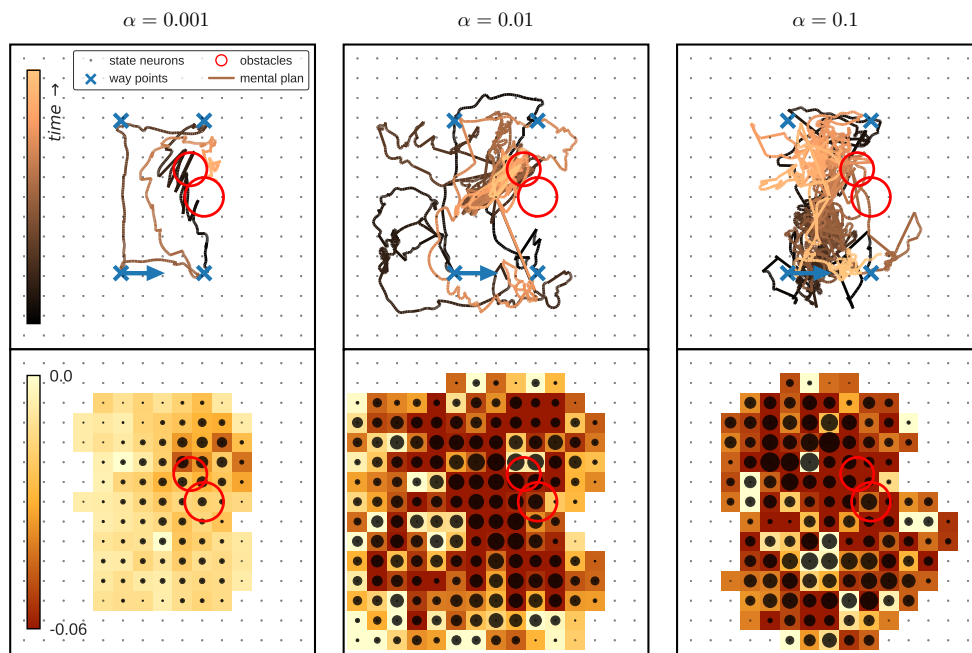 α = 0.001
α = 0.01
α = 0.1
state neurons
obstacles
way points
mental plan
time →
0.0
-0.06